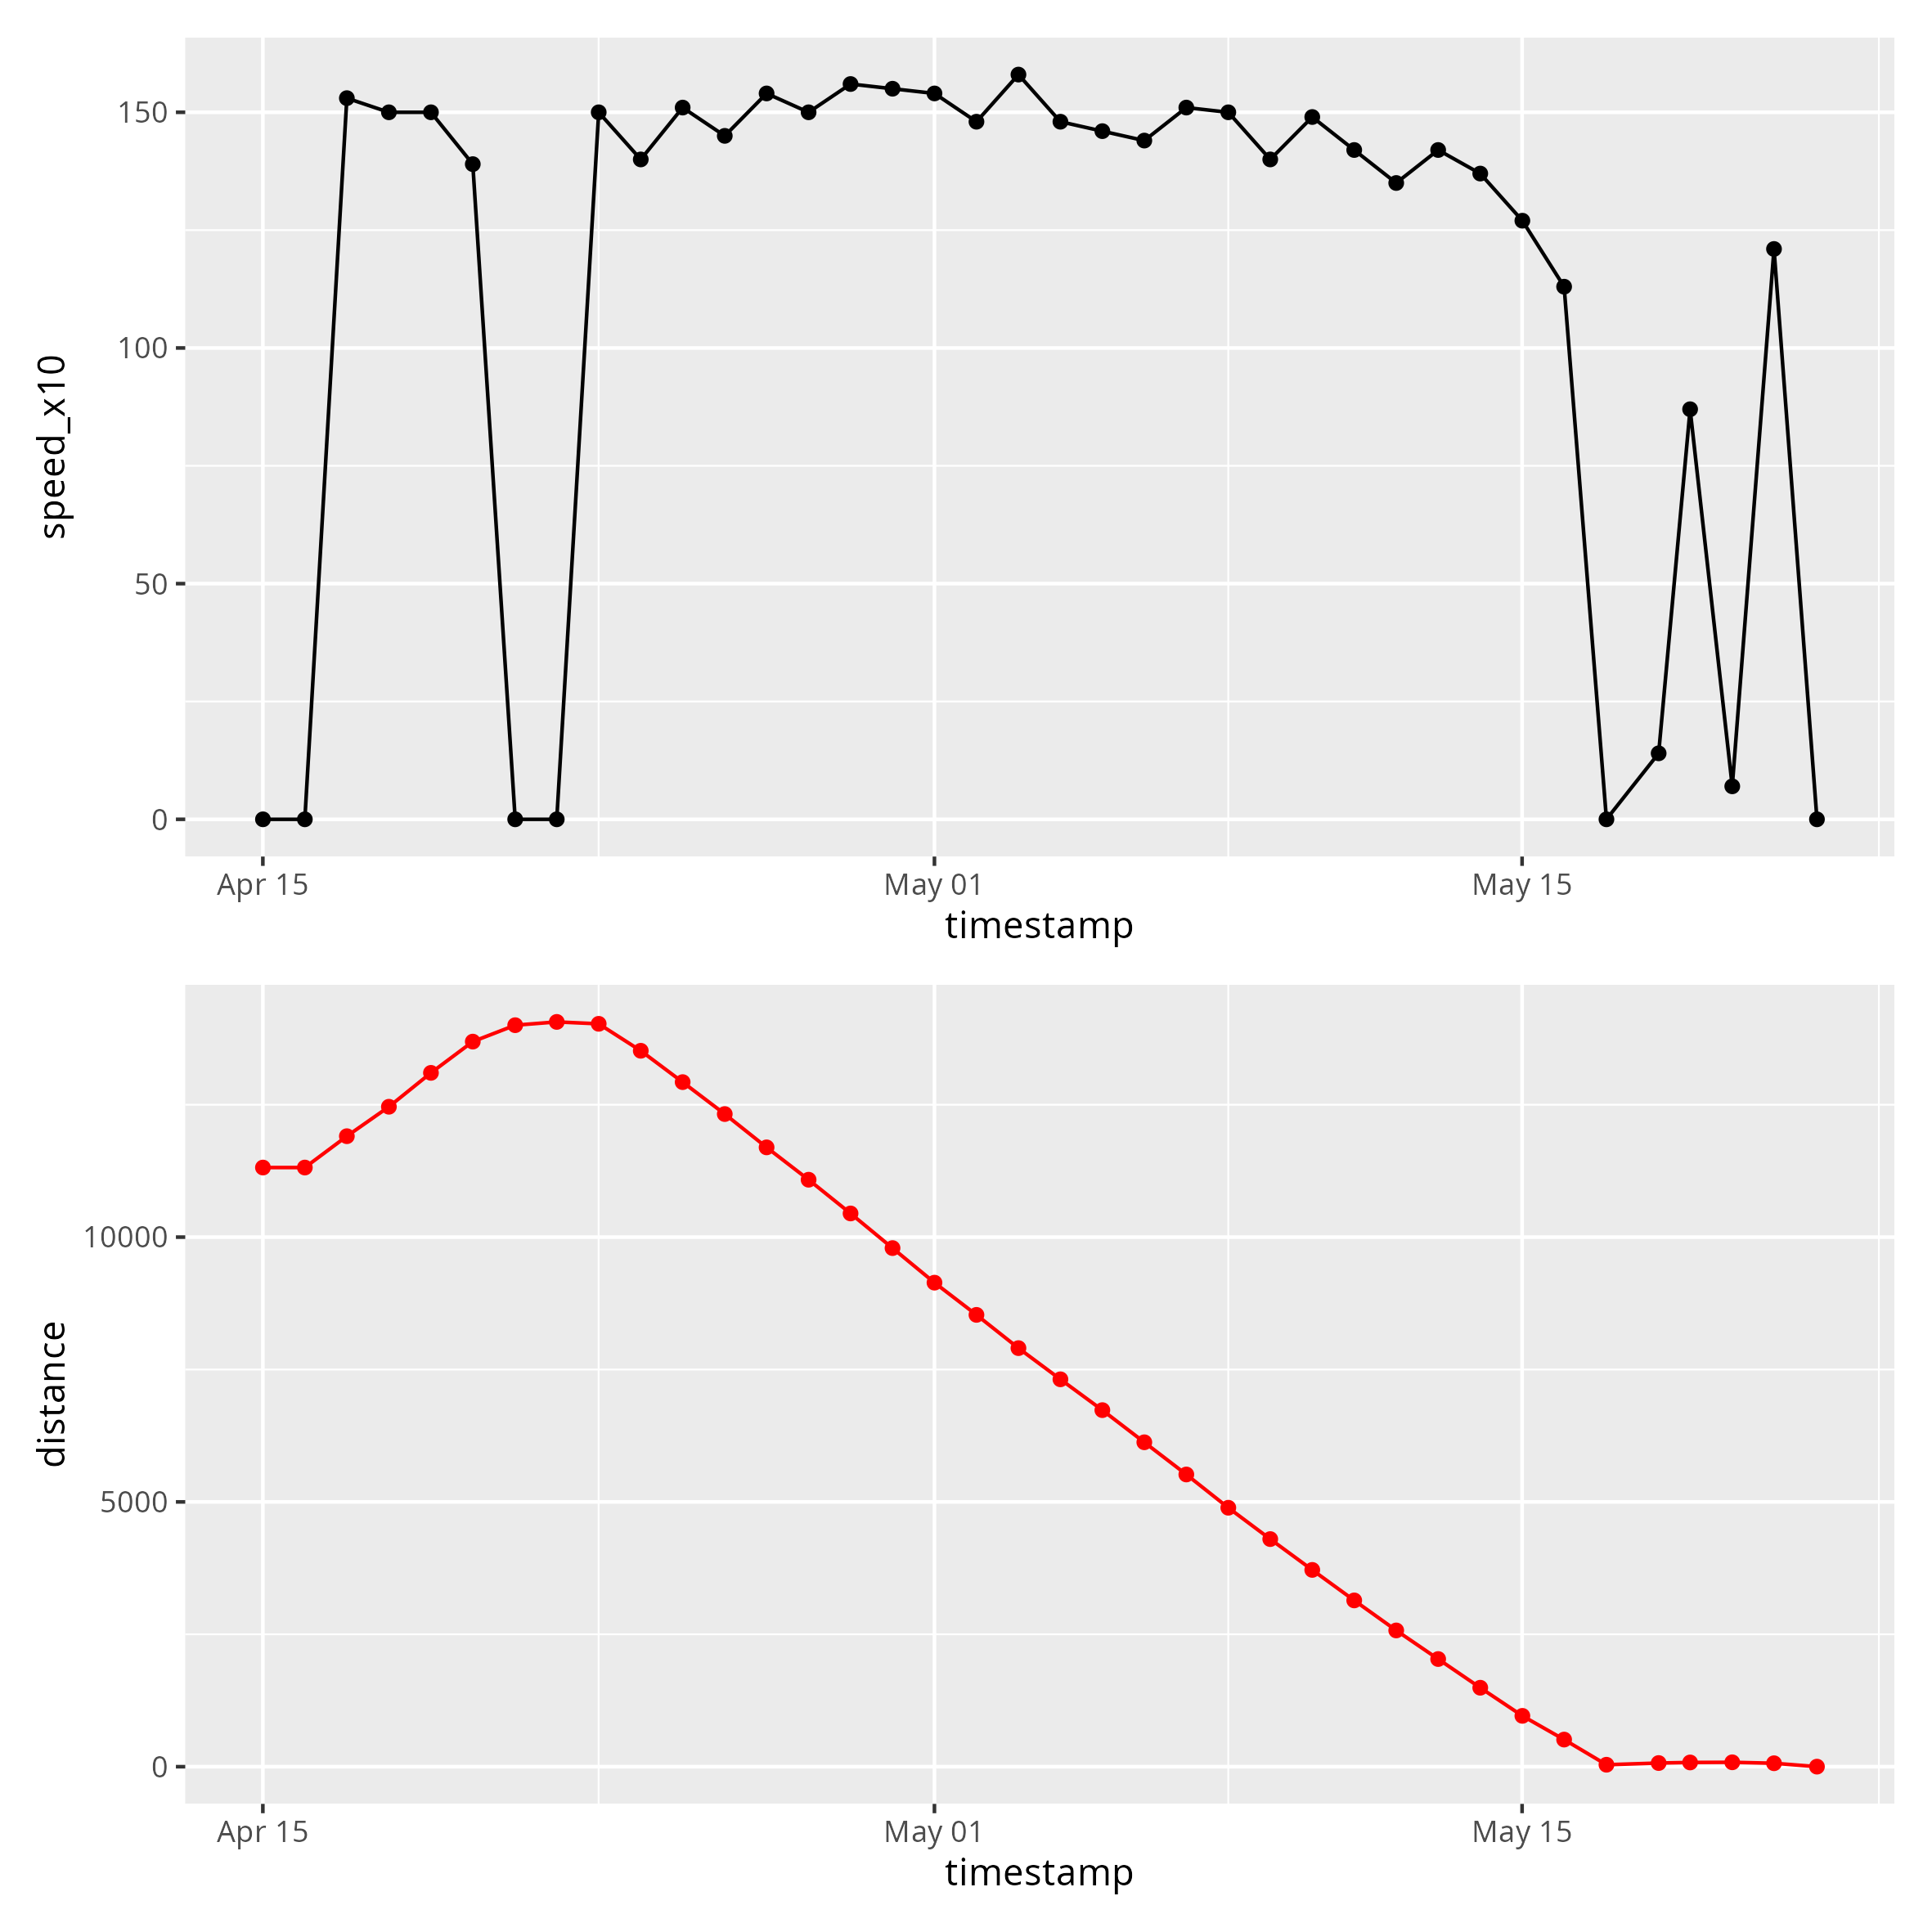 speed_x10
150
100
50
0
Apr 15 May 01 May 15
timestamp
distance
10000
5000
0
Apr 15 May 01 May 15
timestamp